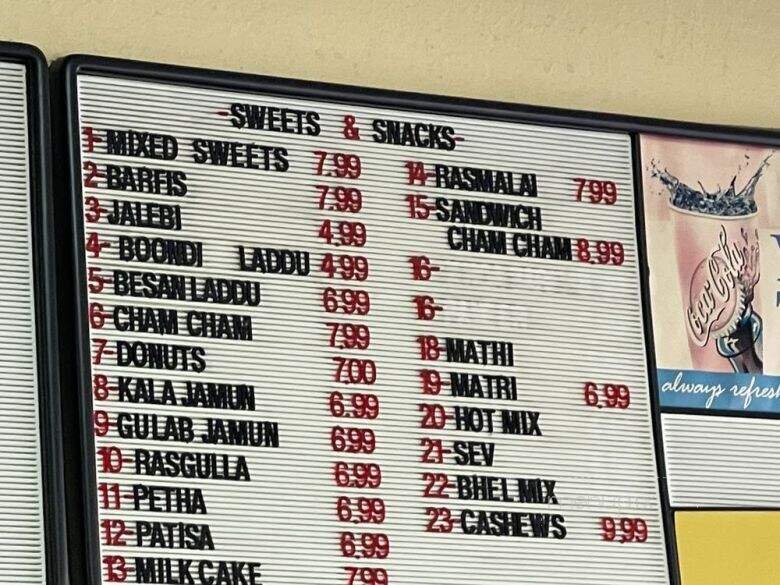 -SWEETS & SNACKS-
1-MIXED SWEETS 7.99
2-BARFIS 7.99
3-JALEBI 4.99
4- BOONDI LADDU 4.99
5-BESAN LADDU 6.99
6-CHAM CHAM 7.99
7-DONUTS 7.00
8-KALA JAMUN 6.99
9-GULAB JAMUN 6.99
10-RASGULLA 6.99
11-PETHA 6.99
12-PATISA 6.99
13-MILKCAKE 7.99
14-RASMALAI 7.99
15-SANDWICH
CHAM CHAM 8.99
16-
16-
18-MATHI
19-MATRI 6.99
20-HOT MIX
21-SEV
22-BHEL MIX
23-CASHEWS 9.99
Coca-Cola
always refres